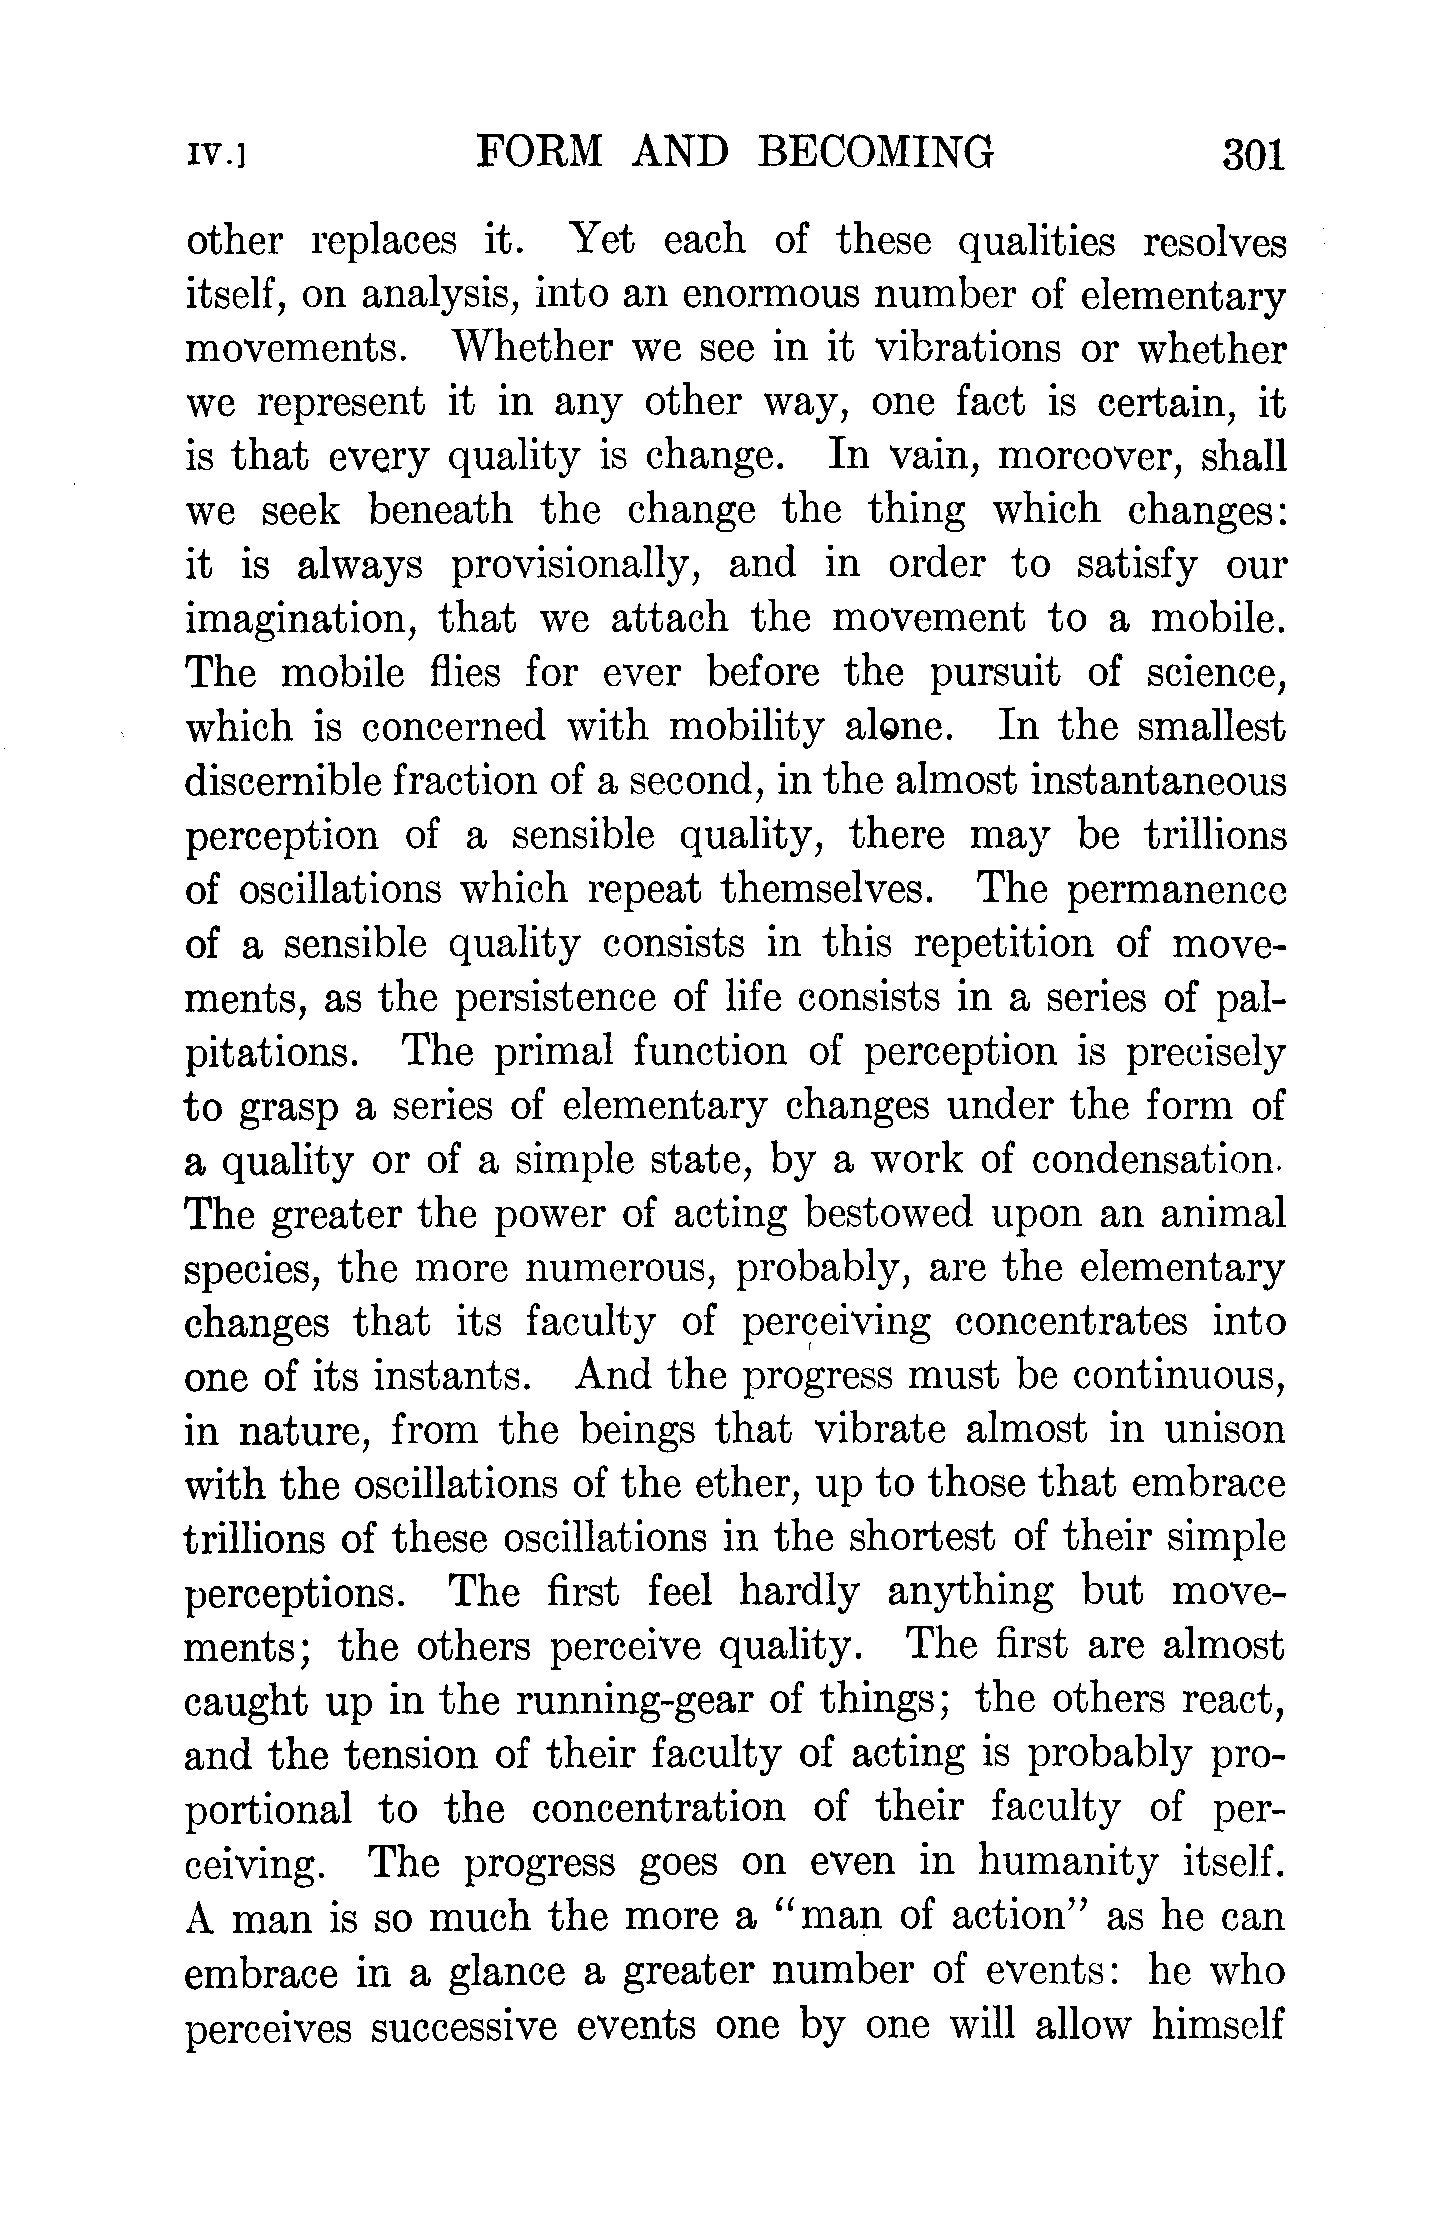 IV.] FORM AND BECOMING 301
other replaces it. Yet each of these qualities resolves
itself, on analysis, into an enormous number of elementary
movements. Whether we see in it vibrations or whether
we represent it in any other way, one fact is certain, it
is that every quality is change. In vain, moreover, shall
we seek beneath the change the thing which changes:
it is always provisionally, and in order to satisfy our
imagination, that we attach the movement to a mobile.
The mobile flies for ever before the pursuit of science,
which is concerned with mobility alone. In the smallest
discernible fraction of a second, in the almost instantaneous
perception of a sensible quality, there may be trillions
of oscillations which repeat themselves. The permanence
of a sensible quality consists in this repetition of move-
ments, as the persistence of life consists in a series of pal-
pitations. The primal function of perception is precisely
to grasp a series of elementary changes under the form of
a quality or of a simple state, by a work of condensation.
The greater the power of acting bestowed upon an animal
species, the more numerous, probably, are the elementary
changes that its faculty of perceiving concentrates into
one of its instants. And the progress must be continuous,
in nature, from the beings that vibrate almost in unison
with the oscillations of the ether, up to those that embrace
trillions of these oscillations in the shortest of their simple
perceptions. The first feel hardly anything but move-
ments; the others perceive quality. The first are almost
caught up in the running-gear of things; the others react,
and the tension of their faculty of acting is probably pro-
portional to the concentration of their faculty of per-
ceiving. The progress goes on even in humanity itself.
A man is so much the more a "man of action" as he can
embrace in a glance a greater number of events: he who
perceives successive events one by one will allow himself